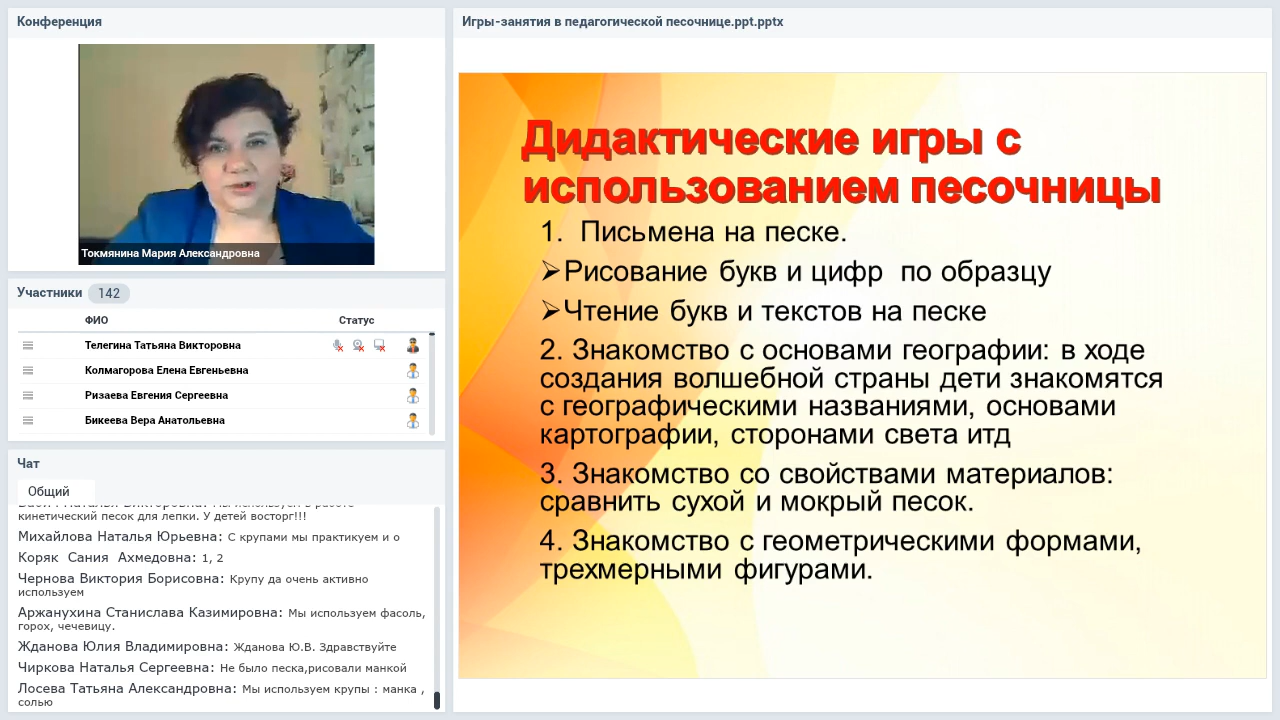 Конференция
Токмянина Мария Александровна
Участники 142
ФИО Статус
Телегина Татьяна Викторовна
Колмагорова Елена Евгеньевна
Ризаева Евгения Сергеевна
Бикеева Вера Анатольевна
Чат
Общий
кинетический песок для лепки. У детей восторг!!!
Михайлова Наталья Юрьевна: С крупами мы практикуем и о
Коряк Сания Ахмедовна: 1, 2
Чернова Виктория Борисовна: Крупу да очень активно
используем
Аржанухина Станислава Казимировна: Мы используем фасоль,
горох, чечевицу.
Жданова Юлия Владимировна: Жданова Ю.В. Здравствуйте
Чиркова Наталья Сергеевна: Не было песка,рисовали манкой
Лосева Татьяна Александровна: Мы используем крупы : манка ,
солью
Игры-занятия в педагогической песочнице.ppt.pptx
Дидактические игры с
использованием песочницы
1. Письмена на песке.
➢Рисование букв и цифр по образцу
➢Чтение букв и текстов на песке
2. Знакомство с основами географии: в ходе
создания волшебной страны дети знакомятся
с географическими названиями, основами
картографии, сторонами света итд
3. Знакомство со свойствами материалов:
сравнить сухой и мокрый песок.
4. Знакомство с геометрическими формами,
трехмерными фигурами.